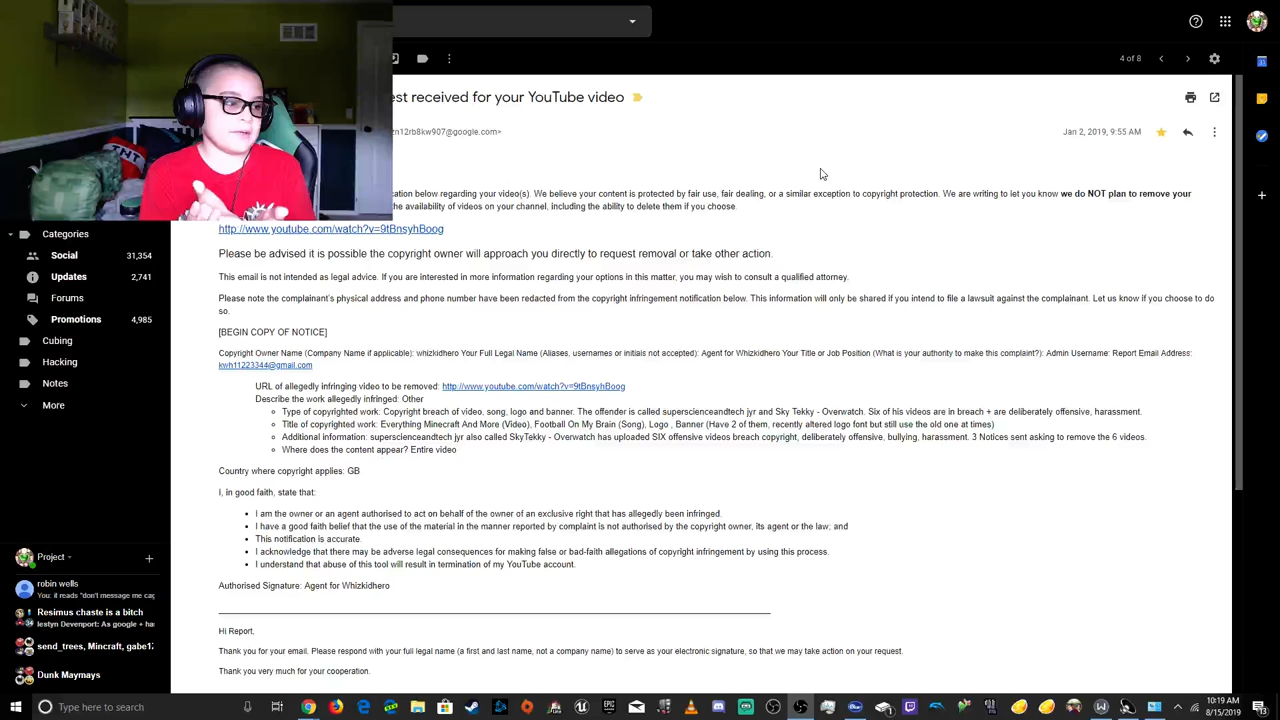 4 of 8
est received for your YouTube video
zn12rb8kw907@google.com>
Jan 2, 2019, 9:55 AM
cation below regarding your video(s). We believe your content is protected by fair use, fair dealing, or a similar exception to copyright protection. We are writing to let you know we do NOT plan to remove your
the availability of videos on your channel, including the ability to delete them if you choose.
http://www.youtube.com/watch?v=9tBnsyhBoog
Please be advised it is possible the copyright owner will approach you directly to request removal or take other action.
This email is not intended as legal advice. If you are interested in more information regarding your options in this matter, you may wish to consult a qualified attorney.
Please note the complainant's physical address and phone number have been redacted from the copyright infringement notification below. This information will only be shared if you intend to file a lawsuit against the complainant. Let us know if you choose to do
so.
[BEGIN COPY OF NOTICE]
Copyright Owner Name (Company Name if applicable): whizkidhero Your Full Legal Name (Aliases, usernames or initials not accepted): Agent for Whizkidhero Your Title or Job Position (What is your authority to make this complaint?): Admin Username: Report Email Address:
kwh11223344@gmail.com
URL of allegedly infringing video to be removed: http://www.youtube.com/watch?v=9tBnsyhBoog
Describe the work allegedly infringed: Other
Type of copyrighted work: Copyright breach of video, song, logo and banner. The offender is called superscienceandtech jyr and Sky Tekky - Overwatch. Six of his videos are in breach + are deliberately offensive, harassment.
Title of copyrighted work: Everything Minecraft And More (Video), Football On My Brain (Song), Logo , Banner (Have 2 of them, recently altered logo font but still use the old one at times)
Additional information: superscienceandtech jyr also called SkyTekky - Overwatch has uploaded SIX offensive videos breach copyright, deliberately offensive, bullying, harassment. 3 Notices sent asking to remove the 6 videos.
Where does the content appear? Entire video
Country where copyright applies: GB
I, in good faith, state that:
I am the owner or an agent authorised to act on behalf of the owner of an exclusive right that has allegedly been infringed.
I have a good faith belief that the use of the material in the manner reported by complaint is not authorised by the copyright owner, its agent or the law; and
This notification is accurate.
I acknowledge that there may be adverse legal consequences for making false or bad-faith allegations of copyright infringement by using this process.
I understand that abuse of this tool will result in termination of my YouTube account.
Authorised Signature: Agent for Whizkidhero
Hi Report,
Thank you for your email. Please respond with your full legal name (a first and last name, not a company name) to serve as your electronic signature, so that we may take action on your request.
Thank you very much for your cooperation.
Categories
Social 31,354
Updates 2,741
Forums
Promotions 4,985
Cubing
Hacking
Notes
More
Project
robin wells
You: it reads "don't message me cag
Resimus chaste is a bitch
Iestyn Devenport: As google + ha
send_trees, Mincraft, gabe1
Dunk Maymays
Type here to search
10:19 AM
8/15/2019